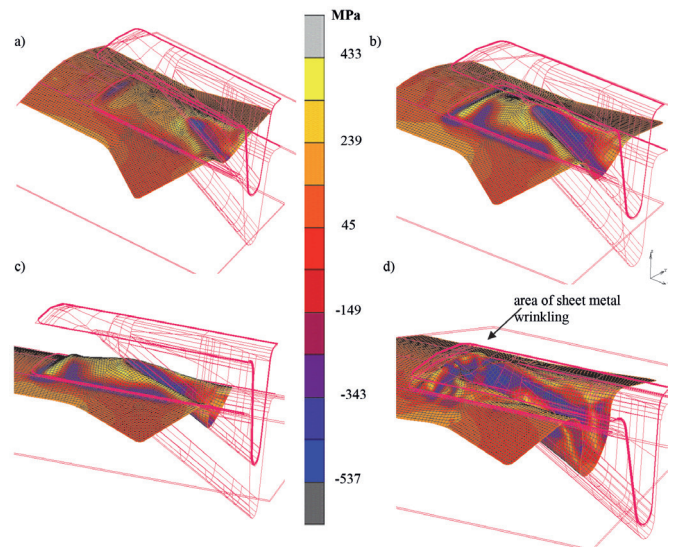 MPa
a)
b)
433
239
45
-149
-343
-537
c)
d)
area of sheet metal
wrinkling